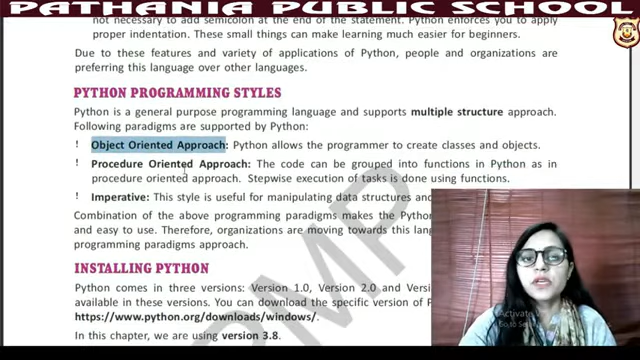 PATHANIA PUBLIC SCHOOL
not necessary to add semicolon at the end of the statement. Python enforces you to apply
proper indentation. These small things can make learning much easier for beginners.
Due to these features and variety of applications of Python, people and organizations are
preferring this language over other languages.
PYTHON PROGRAMMING STYLES
Python is a general purpose programming language and supports multiple structure approach.
Following paradigms are supported by Python:
! Object Oriented Approach: Python allows the programmer to create classes and objects.
! Procedure Oriented Approach: The code can be grouped into functions in Python as in
procedure oriented approach. Stepwise execution of tasks is done using functions.
! Imperative: This style is useful for manipulating data structures and
Combination of the above programming paradigms makes the Python
and easy to use. Therefore, organizations are moving towards this lang
programming paradigms approach.
INSTALLING PYTHON
Python comes in three versions: Version 1.0, Version 2.0 and Versi
available in these versions. You can download the specific version of P
https://www.python.org/downloads/windows/.
In this chapter, we are using version 3.8.
Activate
Go to